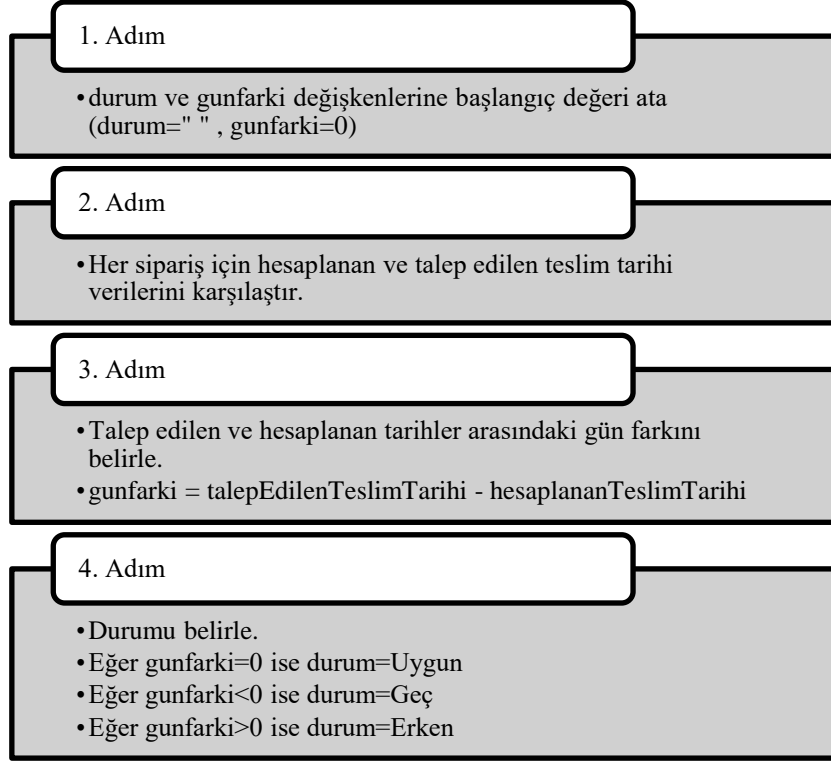 1. Adım
•durum ve gunfarki değişkenlerine başlangıç değeri ata
(durum=" " , gunfarki=0)
2. Adım
•Her sipariş için hesaplanan ve talep edilen teslim tarihi
verilerini karşılaştır.
3. Adım
•Talep edilen ve hesaplanan tarihler arasındaki gün farkını
belirle.
•gunfarki = talepEdilenTeslimTarihi - hesaplananTeslimTarihi
4. Adım
•Durumu belirle.
•Eğer gunfarki=0 ise durum=Uygun
•Eğer gunfarki<0 ise durum=Geç
•Eğer gunfarki>0 ise durum=Erken